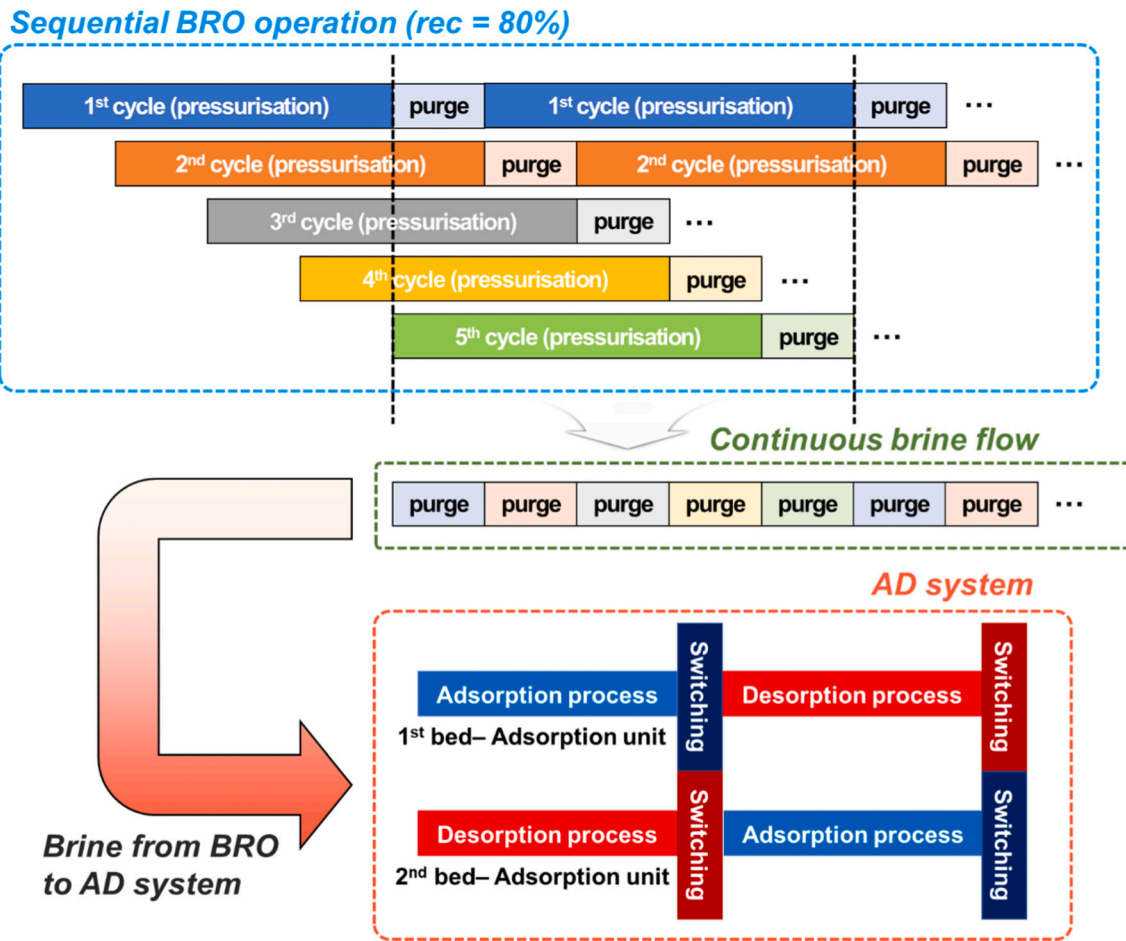 Sequential BRO operation (rec = 80%)
1st cycle (pressurisation) purge 1st cycle (pressurisation) purge ...
2nd cycle (pressurisation) purge 2nd cycle (pressurisation) purge ...
3rd cycle (pressurisation) purge ...
4th cycle (pressurisation) purge ...
5th cycle (pressurisation) purge ...
Continuous brine flow
purge purge purge purge purge purge purge ...
AD system
Adsorption process Switching Desorption process Switching
1st bed– Adsorption unit
Desorption process Switching Adsorption process Switching
2nd bed– Adsorption unit
Brine from BRO
to AD system